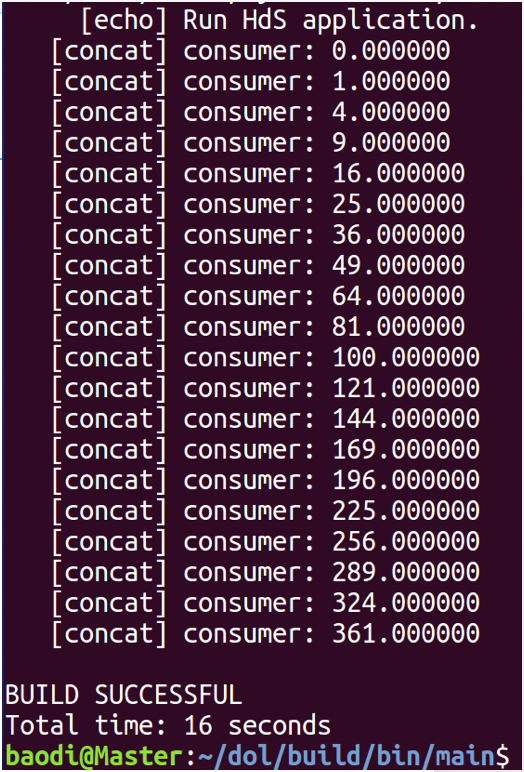 [echo] Run HdS application.
[concat] consumer: 0.000000
[concat] consumer: 1.000000
[concat] consumer: 4.000000
[concat] consumer: 9.000000
[concat] consumer: 16.000000
[concat] consumer: 25.000000
[concat] consumer: 36.000000
[concat] consumer: 49.000000
[concat] consumer: 64.000000
[concat] consumer: 81.000000
[concat] consumer: 100.000000
[concat] consumer: 121.000000
[concat] consumer: 144.000000
[concat] consumer: 169.000000
[concat] consumer: 196.000000
[concat] consumer: 225.000000
[concat] consumer: 256.000000
[concat] consumer: 289.000000
[concat] consumer: 324.000000
[concat] consumer: 361.000000
BUILD SUCCESSFUL
Total time: 16 seconds
baodi@Master:~/dol/build/bin/main$